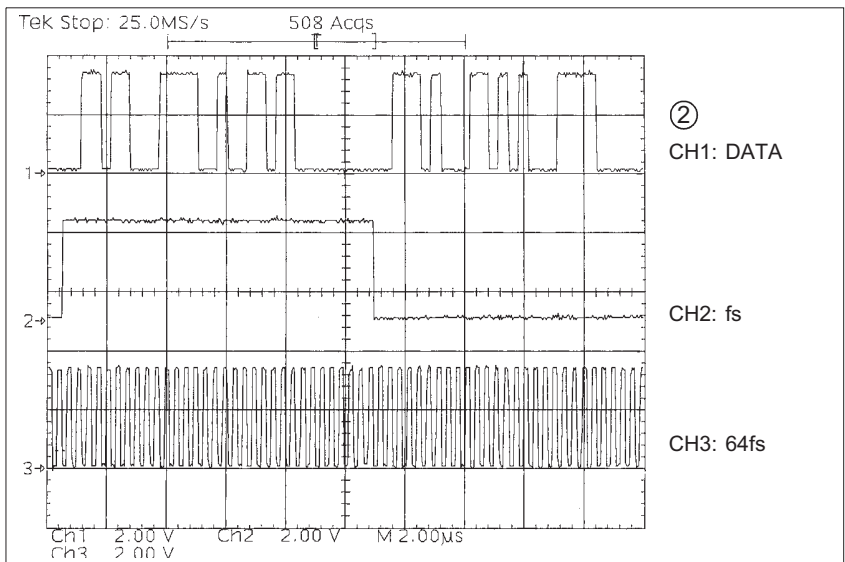 Tek Stop: 25.0MS/s 508 Acqs
②
CH1: DATA
1
CH2: fs
2
CH3: 64fs
3
Ch1 2.00 V Ch2 2.00 V M 2.00µs
Ch3 2.00 V